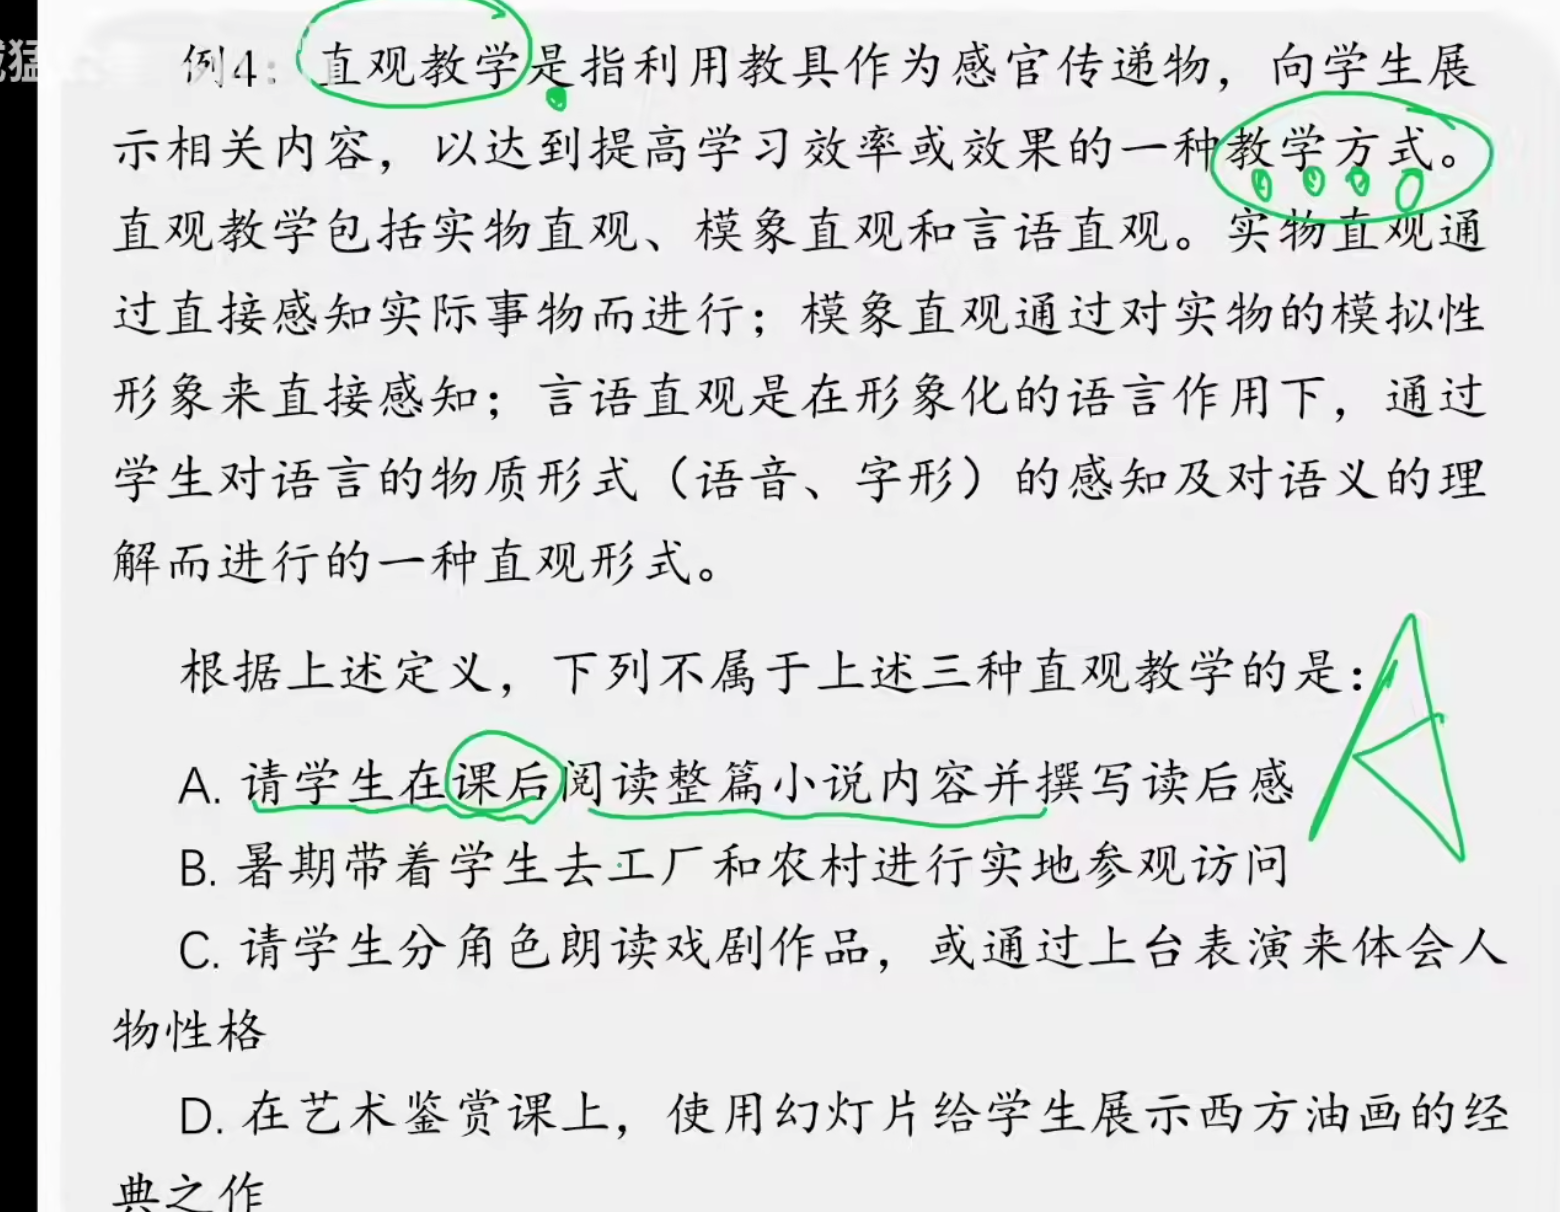 例4：直观教学是指利用教具作为感官传递物，向学生展
示相关内容，以达到提高学习效率或效果的一种教学方式。
直观教学包括实物直观、模象直观和言语直观。实物直观通
过直接感知实际事物而进行；模象直观通过对实物的模拟性
形象来直接感知；言语直观是在形象化的语言作用下，通过
学生对语言的物质形式（语音、字形）的感知及对语义的理
解而进行的一种直观形式。
根据上述定义，下列不属于上述三种直观教学的是：
A
A. 请学生在课后阅读整篇小说内容并撰写读后感
B. 暑期带着学生去工厂和农村进行实地参观访问
C. 请学生分角色朗读戏剧作品，或通过上台表演来体会人
物性格
D. 在艺术鉴赏课上，使用幻灯片给学生展示西方油画的经
典之作